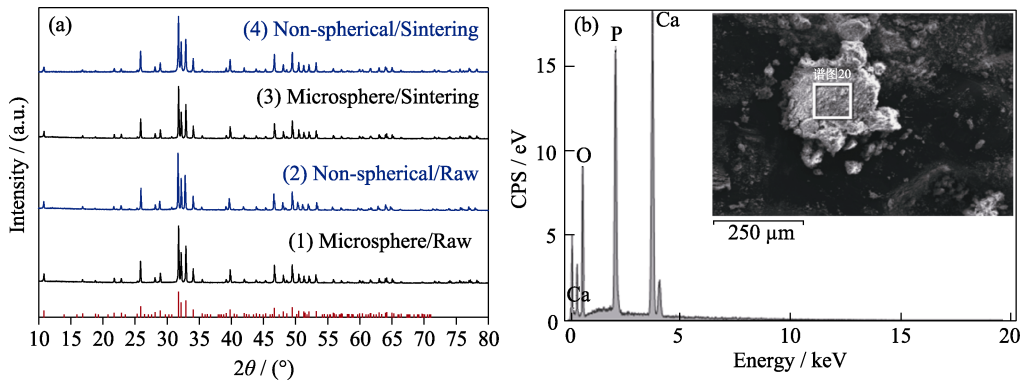 (a)
(4) Non-spherical/Sintering
(3) Microsphere/Sintering
(2) Non-spherical/Raw
(1) Microsphere/Raw
Intensity / (a.u.)
10 15 20 25 30 35 40 45 50 55 60 65 70 75 80
2θ / (°)
(b)
Ca
P
O
Ca
谱图20
250 μm
CPS / eV
15
10
5
0
0 5 10 15 20
Energy / keV